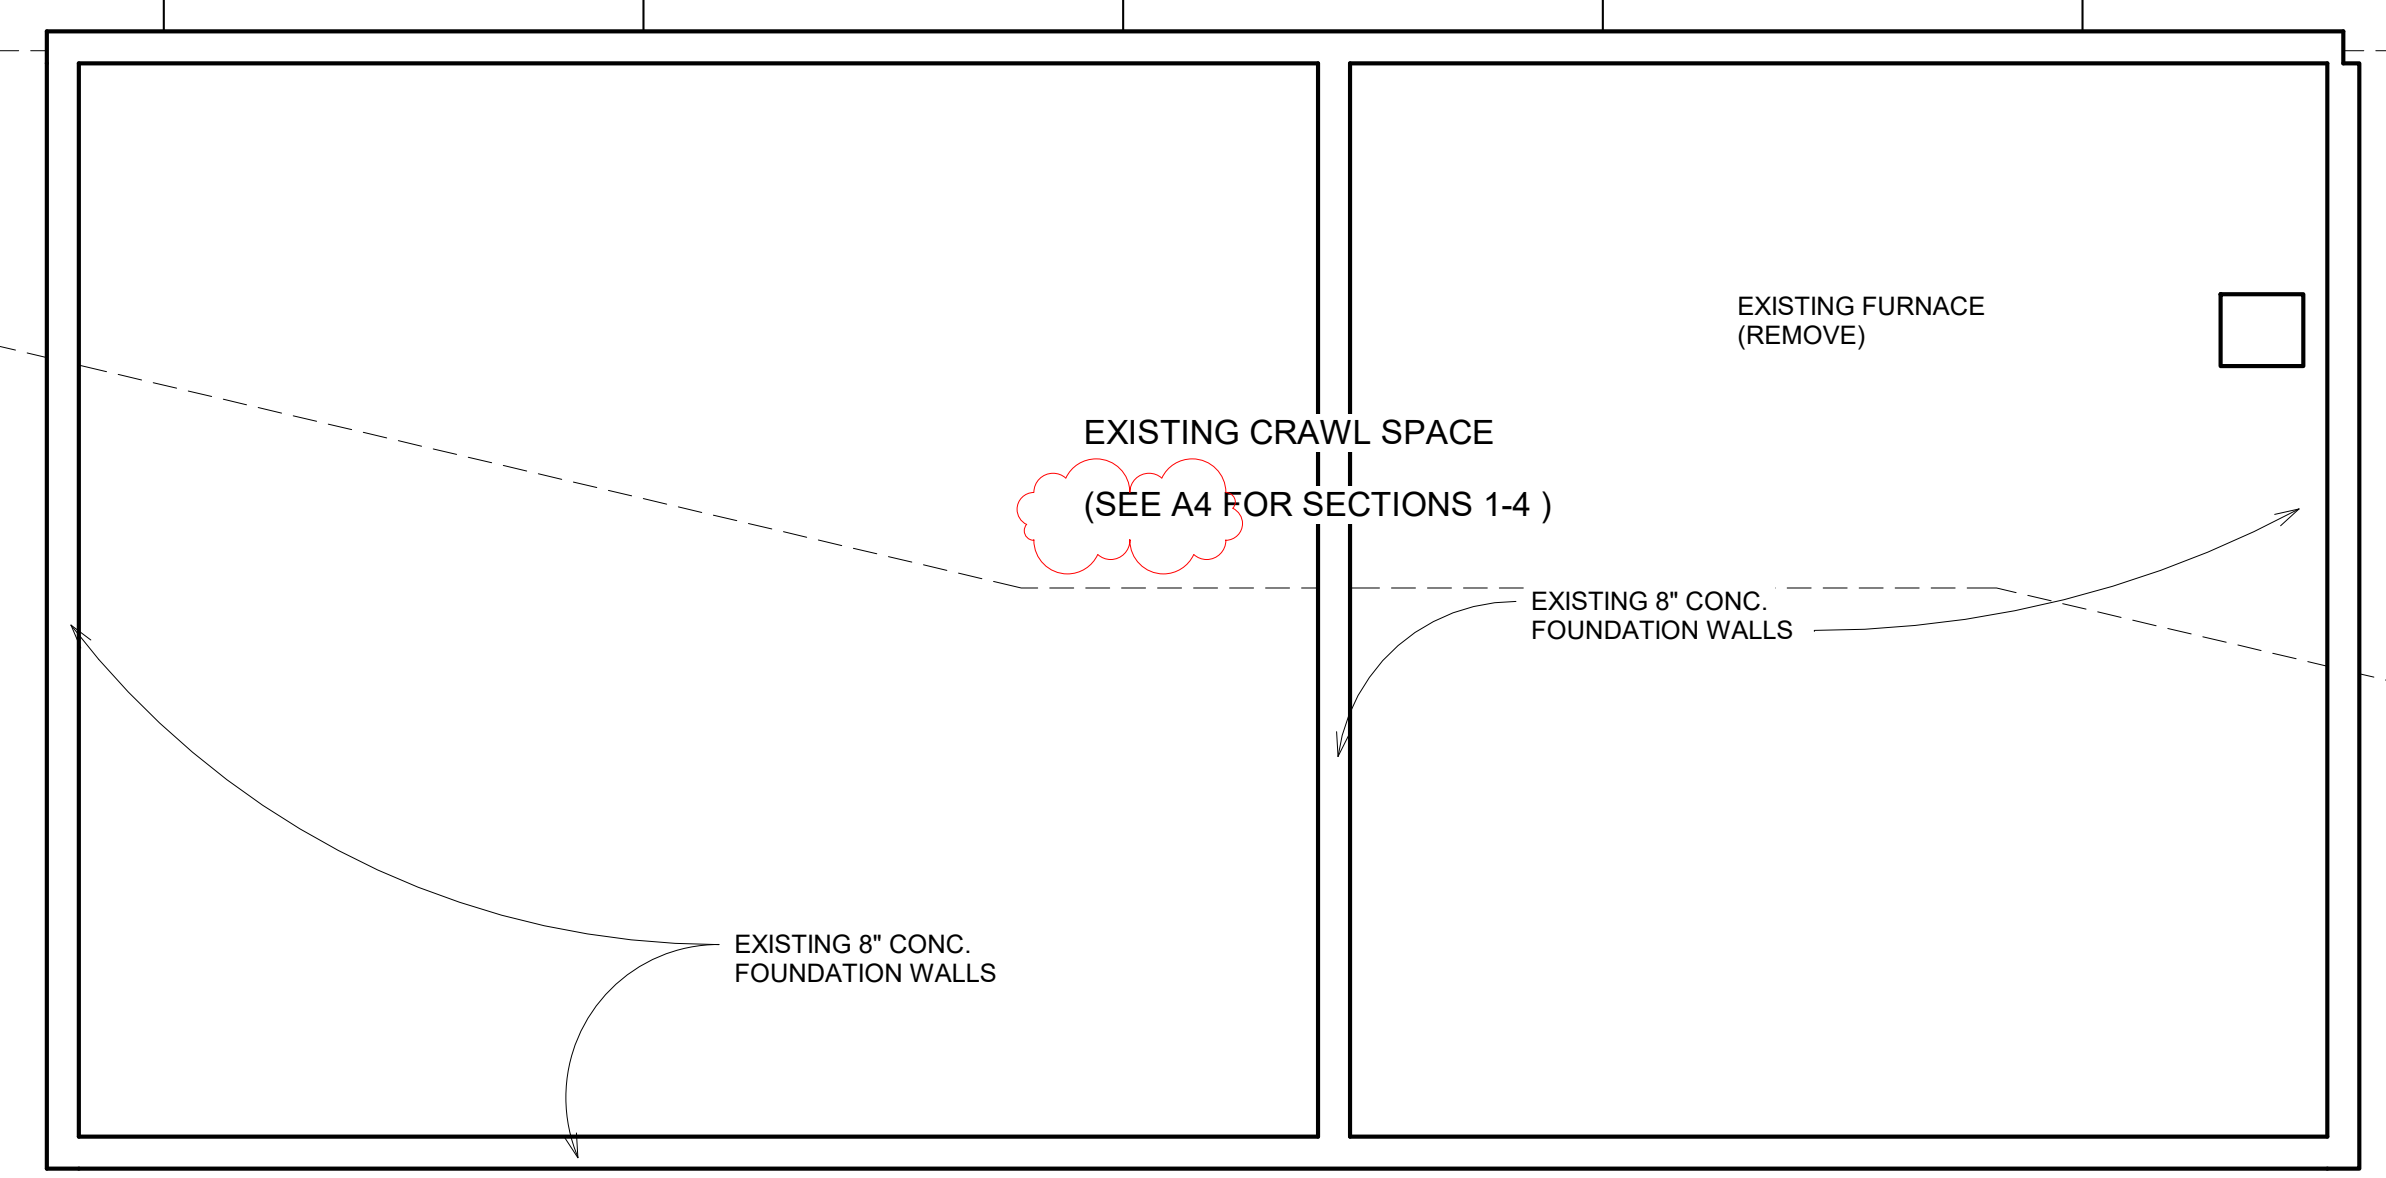 EXISTING FURNACE
(REMOVE)
EXISTING CRAWL SPACE
(SEE A4 FOR SECTIONS 1-4 )
EXISTING 8" CONC.
FOUNDATION WALLS
EXISTING 8" CONC.
FOUNDATION WALLS